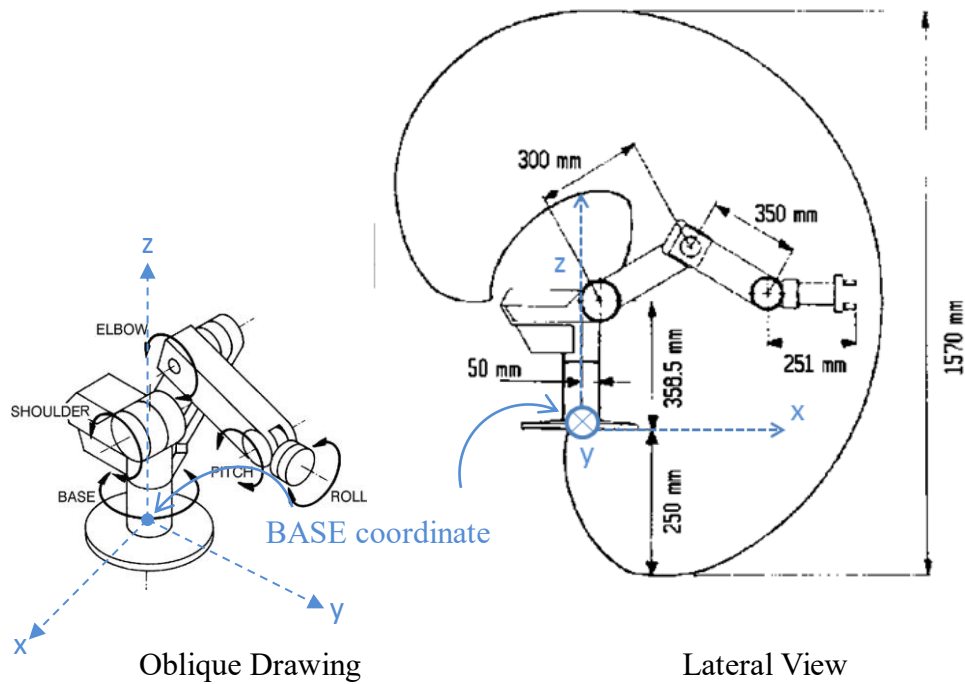 z
ELBOW
SHOULDER
BASE
PITCH
ROLL
BASE coordinate
x
y
Oblique Drawing
300 mm
350 mm
z
50 mm
358.5 mm
251 mm
1570 mm
x
y
250 mm
Lateral View